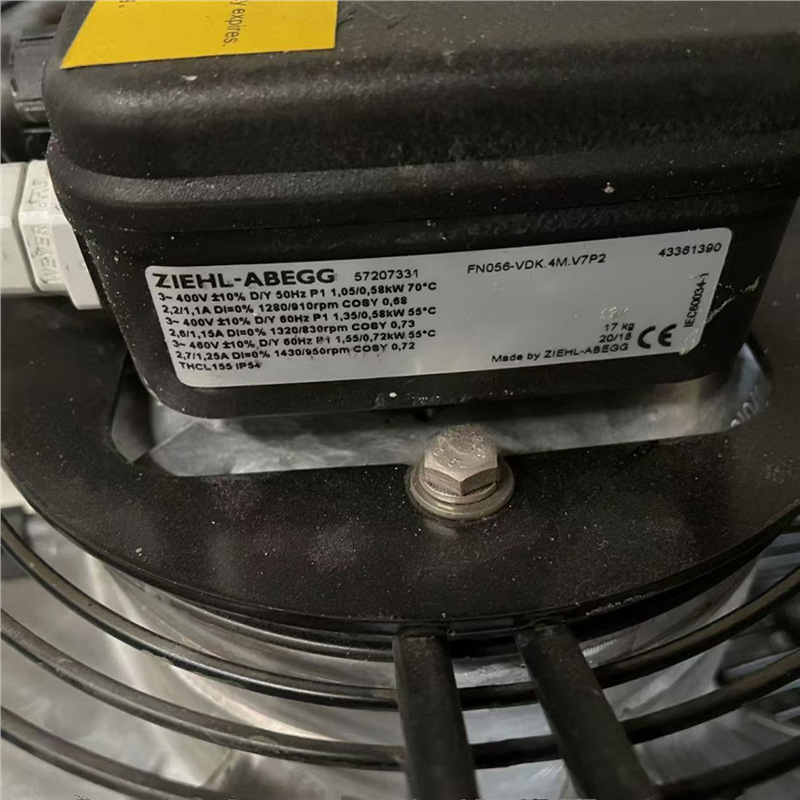 y expires.
ZIEHL-ABEGG 57207331 FN056-VDK.4M.V7P2 43361390
3~ 400V ±10% D/Y 50Hz P1 1,05/0,58kW 70°C
2,2/1,1A DI=0% 1280/910rpm COSY 0,68
3~ 400V ±10% D/Y 60Hz P1 1,35/0,58kW 55°C
2,6/1,15A DI=0% 1320/830rpm COSY 0,73
3~ 460V ±10% D/Y 60Hz P1 1,55/0,72kW 55°C
2,7/1,25A DI=0% 1430/950rpm COSY 0,72
THCL155 IP54
17 kg
20/18
Made by ZIEHL-ABEGG
CE
IEC60034-1